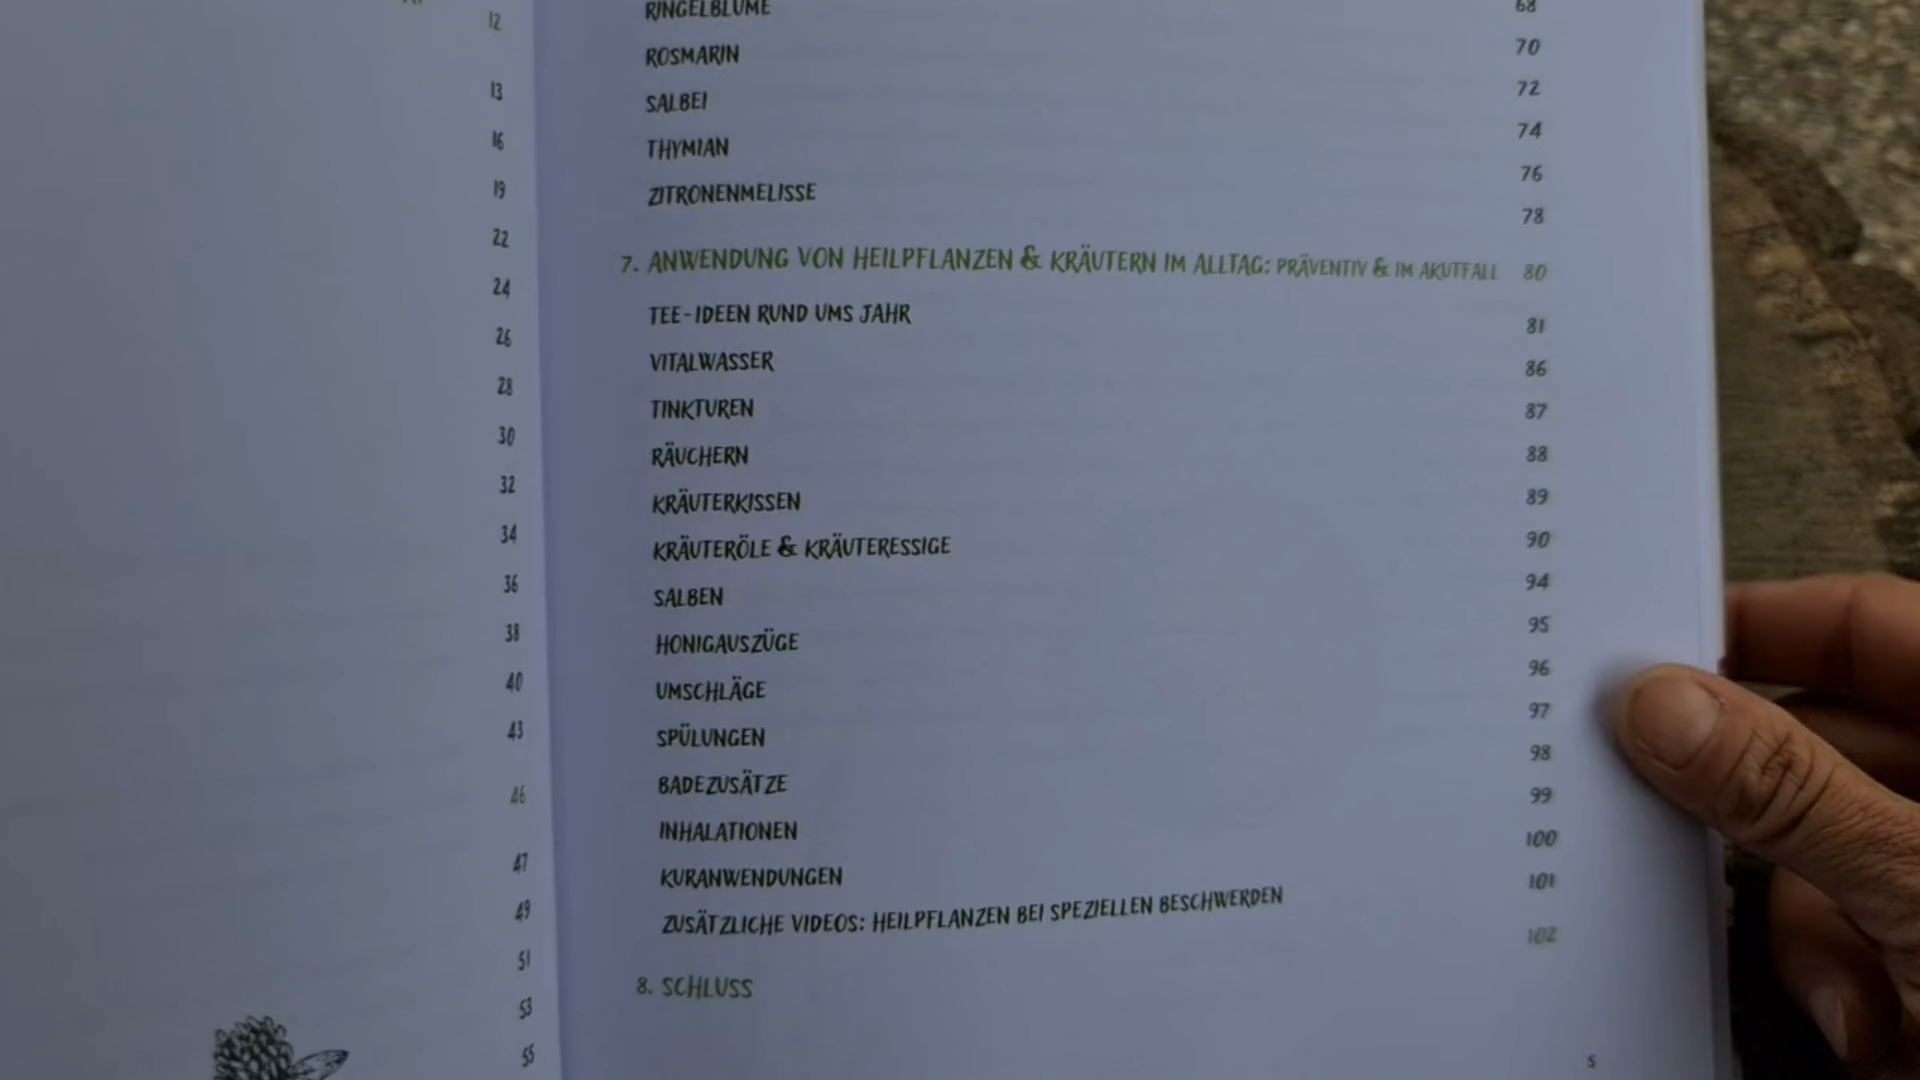 12
13
16
19
22
24
26
28
30
32
34
36
38
40
43
46
47
49
51
53
55
68
RINGELBLUME 70
ROSMARIN 72
SALBEI 74
THYMIAN 76
ZITRONENMELISSE 78
7. ANWENDUNG VON HEILPFLANZEN & KRÄUTERN IM ALLTAG: PRÄVENTIV & IM AKUTFALL 80
TEE-IDEEN RUND UMS JAHR 81
VITALWASSER 86
TINKTUREN 87
RÄUCHERN 88
KRÄUTERKISSEN 89
KRÄUTERÖLE & KRÄUTERESSIGE 90
SALBEN 94
HONIGAUSZÜGE 95
UMSCHLÄGE 96
SPÜLUNGEN 97
BADEZUSÄTZE 98
INHALATIONEN 99
KURANWENDUNGEN 100
ZUSÄTZLICHE VIDEOS: HEILPFLANZEN BEI SPEZIELLEN BESCHWERDEN 101
8. SCHLUSS 102
5